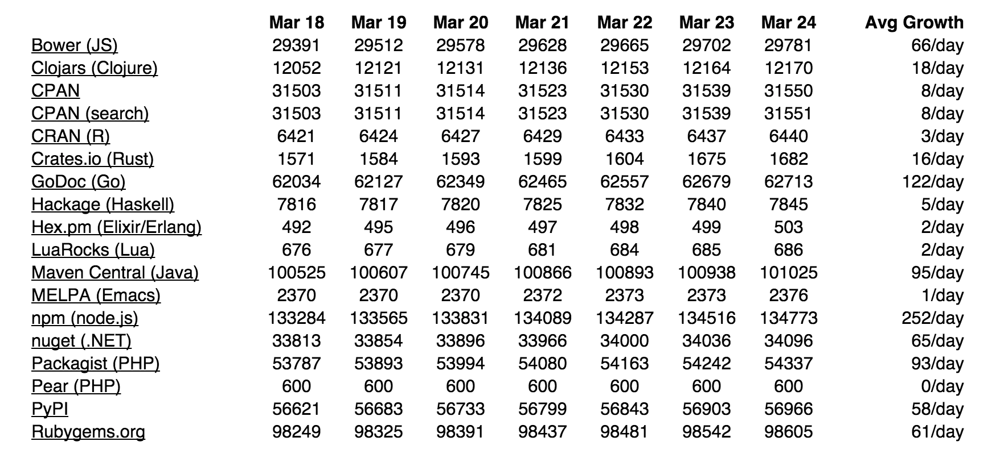 Mar 18 Mar 19 Mar 20 Mar 21 Mar 22 Mar 23 Mar 24 Avg Growth
Bower (JS) 29391 29512 29578 29628 29665 29702 29781 66/day
Clojars (Clojure) 12052 12121 12131 12136 12153 12164 12170 18/day
CPAN 31503 31511 31514 31523 31530 31539 31550 8/day
CPAN (search) 31503 31511 31514 31523 31530 31539 31551 8/day
CRAN (R) 6421 6424 6427 6429 6433 6437 6440 3/day
Crates.io (Rust) 1571 1584 1593 1599 1604 1675 1682 16/day
GoDoc (Go) 62034 62127 62349 62465 62557 62679 62713 122/day
Hackage (Haskell) 7816 7817 7820 7825 7832 7840 7845 5/day
Hex.pm (Elixir/Erlang) 492 495 496 497 498 499 503 2/day
LuaRocks (Lua) 676 677 679 681 684 685 686 2/day
Maven Central (Java) 100525 100607 100745 100866 100893 100938 101025 95/day
MELPA (Emacs) 2370 2370 2370 2372 2373 2373 2376 1/day
npm (node.js) 133284 133565 133831 134089 134287 134516 134773 252/day
nuget (.NET) 33813 33854 33896 33966 34000 34036 34096 65/day
Packagist (PHP) 53787 53893 53994 54080 54163 54242 54337 93/day
Pear (PHP) 600 600 600 600 600 600 600 0/day
PyPI 56621 56683 56733 56799 56843 56903 56966 58/day
Rubygems.org 98249 98325 98391 98437 98481 98542 98605 61/day